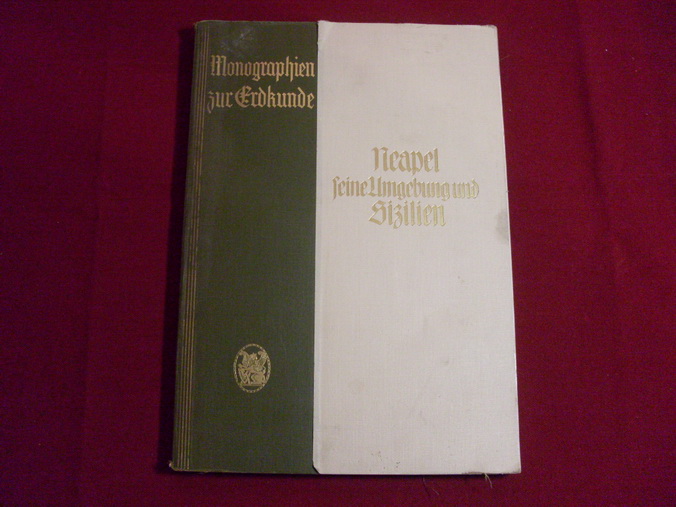 Monographien
zur Erdkunde
Neapel
seine Umgebung und
Sizilien